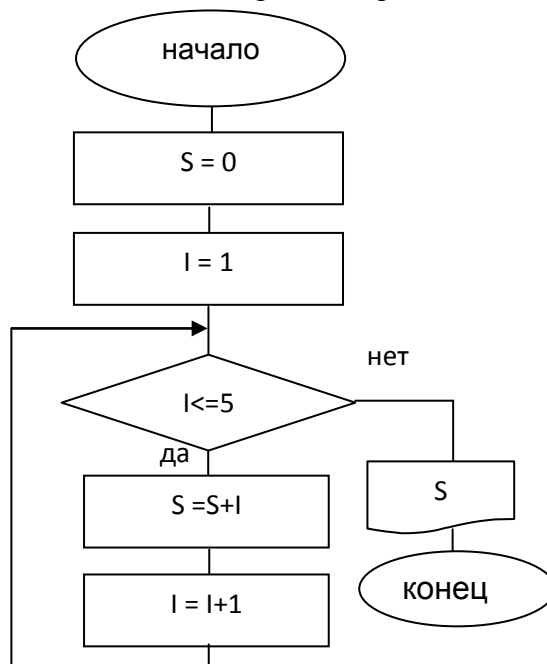 начало
S = 0
I = 1
нет
I<=5
да
S =S+I
S
I = I+1
конец